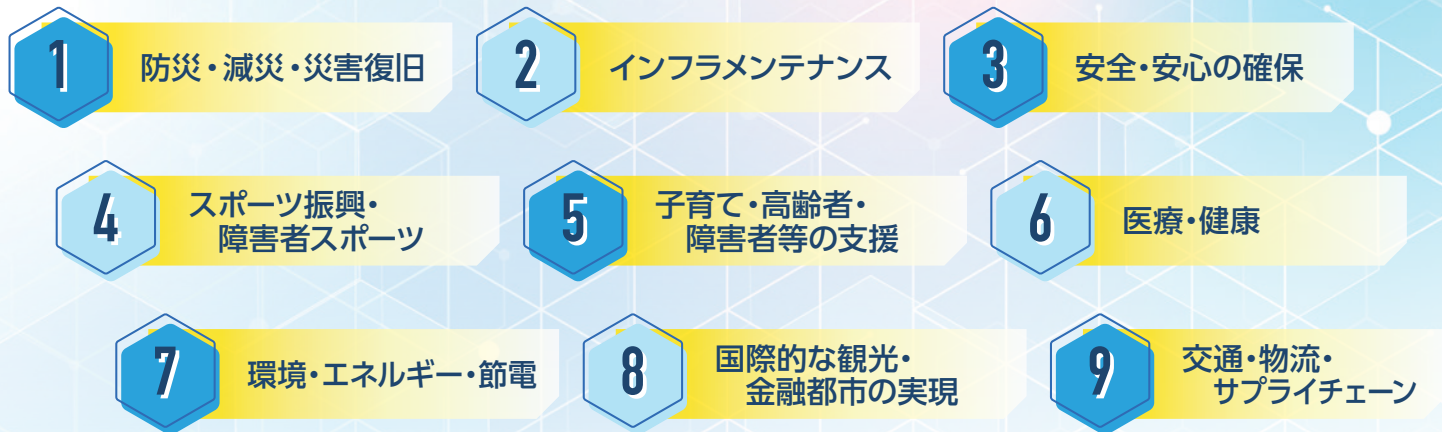 1
防災・減災・災害復旧
2
インフラメンテナンス
3
安全・安心の確保
4
スポーツ振興・
障害者スポーツ
5
子育て・高齢者・
障害者等の支援
6
医療・健康
7
環境・エネルギー・節電
8
国際的な観光・
金融都市の実現
9
交通・物流・
サプライチェーン